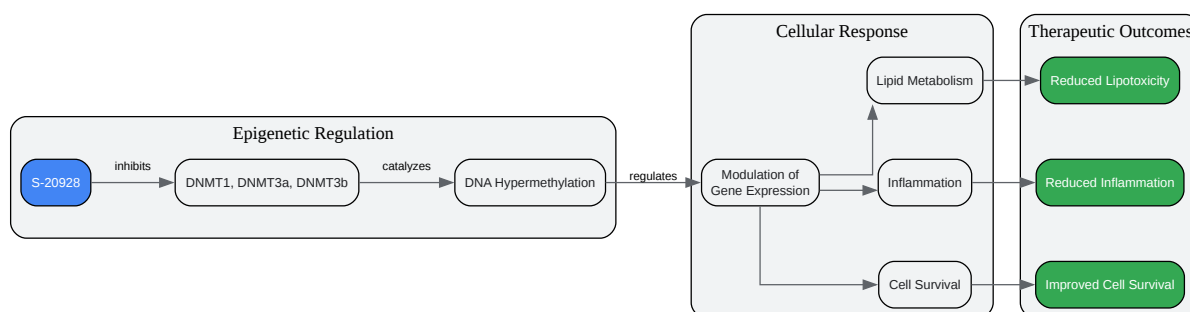 Cellular Response
Therapeutic Outcomes
Lipid Metabolism
Reduced Lipotoxicity
Epigenetic Regulation
S-20928
inhibits
DNMT1, DNMT3a, DNMT3b
catalyzes
DNA Hypermethylation
regulates
Modulation of
Gene Expression
Inflammation
Reduced Inflammation
Cell Survival
Improved Cell Survival